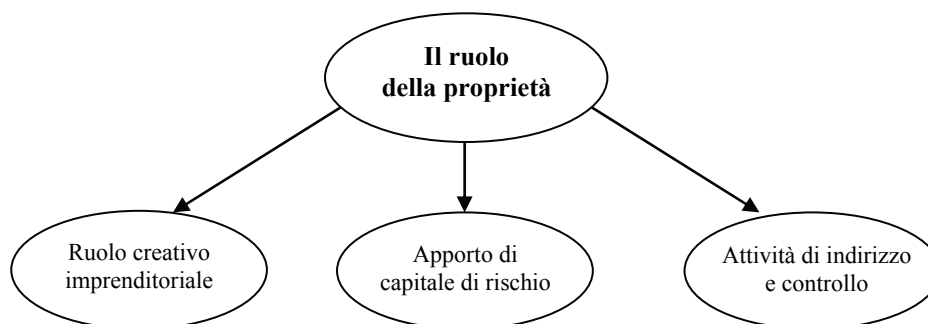 Il ruolo
della proprietà
Ruolo creativo
imprenditoriale
Apporto di
capitale di rischio
Attività di indirizzo
e controllo